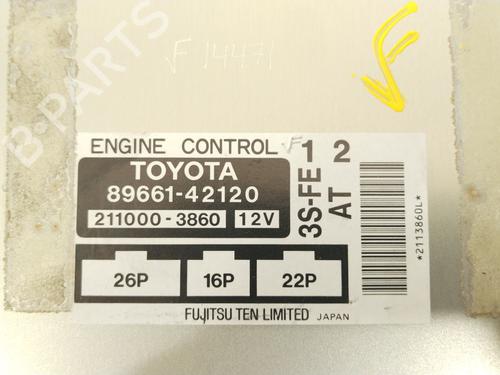 F14471
F
B-PARTS
ENGINE CONTROL F 1 2
TOYOTA
89661-42120
211000-3860 12V
3S-FE
AT
*2113860L*
26P 16P 22P
FUJITSU TEN LIMITED JAPAN